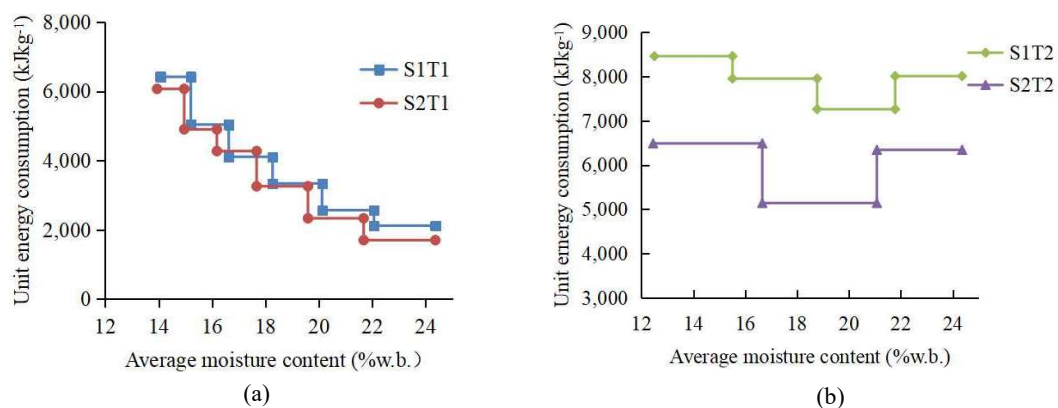 8,000
6,000
4,000
2,000
0
Unit energy consumption (kJkg⁻¹)
S1T1
S2T1
12 14 16 18 20 22 24
Average moisture content (%w.b.)
(a)
9,000
8,000
7,000
6,000
5,000
4,000
3,000
Unit ernergy consumption (kJkg⁻¹)
S1T2
S2T2
12 14 16 18 20 22 24
Average moisture content (%w.b.)
(b)